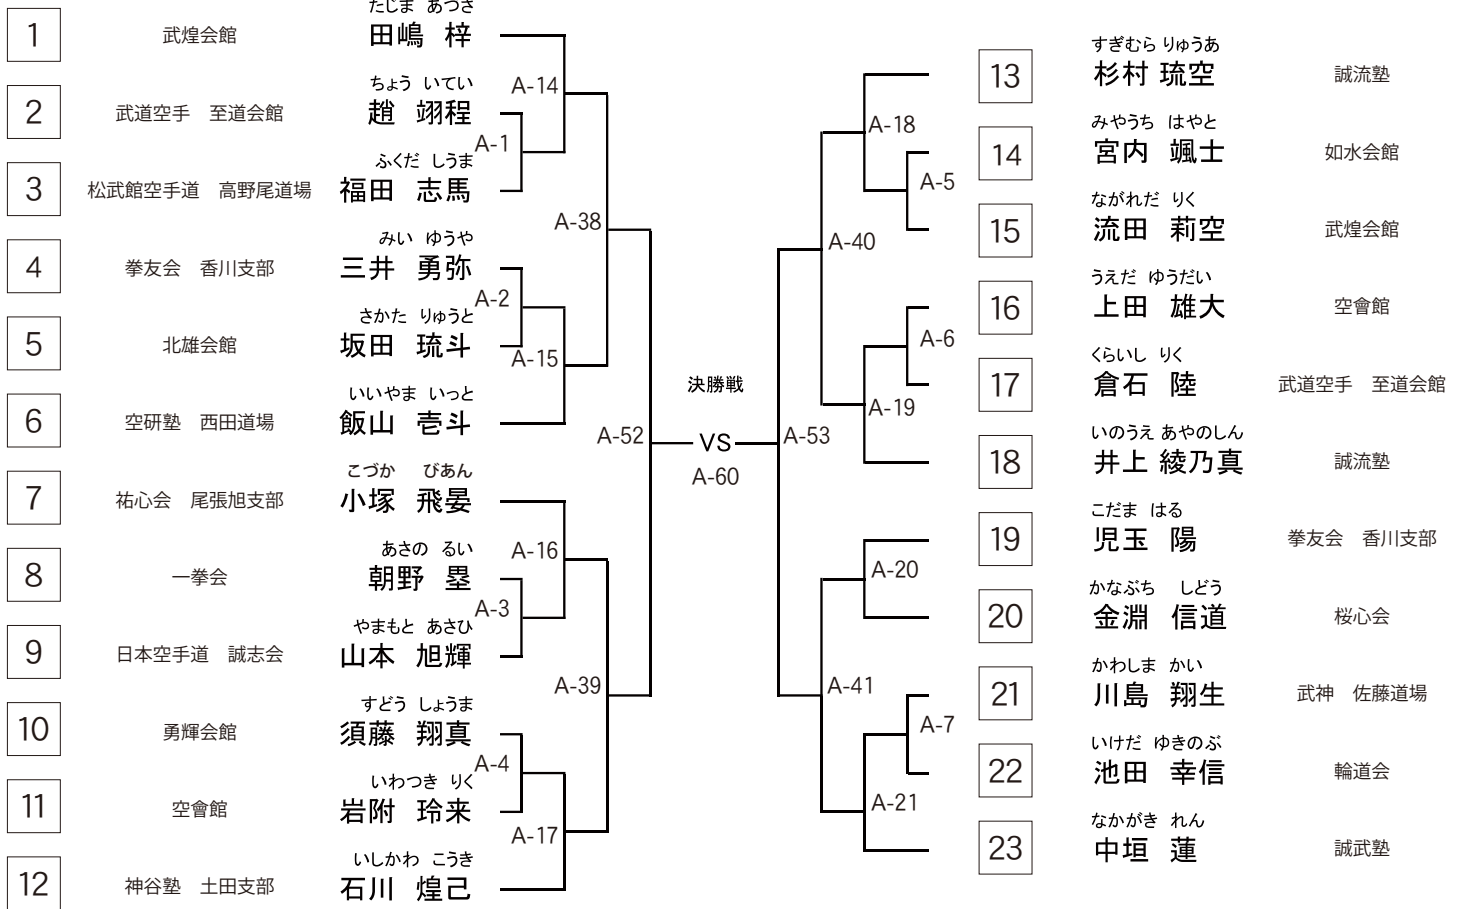 たじま あづさ
1 武煌会館 田嶋 梓
ちょう いてい
2 武道空手 至道会館 趙 翊程
ふくだ しうま
3 松武館空手道 高野尾道場 福田 志馬
みい ゆうや
4 拳友会 香川支部 三井 勇弥
さかた りゅうと
5 北雄会館 坂田 琉斗
いいやま いっと
6 空研塾 西田道場 飯山 壱斗
こづか びあん
7 祐心会 尾張旭支部 小塚 飛晏
あさの るい
8 一拳会 朝野 塁
やまもと あさひ
9 日本空手道 誠志会 山本 旭輝
すどう しょうま
10 勇輝会館 須藤 翔真
いわつき りく
11 空會館 岩附 玲来
いしかわ こうき
12 神谷塾 土田支部 石川 煌己
A-14
A-1
A-38
A-2
A-15
A-52
A-16
A-3
A-39
A-4
A-17
決勝戦
VS
A-60
A-18
A-5
A-40
A-6
A-19
A-53
A-20
A-41
A-7
A-21
すぎむら りゅうあ
13 杉村 琉空 誠流塾
みやうち はやと
14 宮内 颯士 如水会館
ながれだ りく
15 流田 莉空 武煌会館
うえだ ゆうだい
16 上田 雄大 空會館
くらいし りく
17 倉石 陸 武道空手 至道会館
いのうえ あやのしん
18 井上 綾乃真 誠流塾
こだま はる
19 児玉 陽 拳友会 香川支部
かなぶち しどう
20 金淵 信道 桜心会
かわしま かい
21 川島 翔生 武神 佐藤道場
いけだ ゆきのぶ
22 池田 幸信 輪道会
なかがき れん
23 中垣 蓮 誠武塾